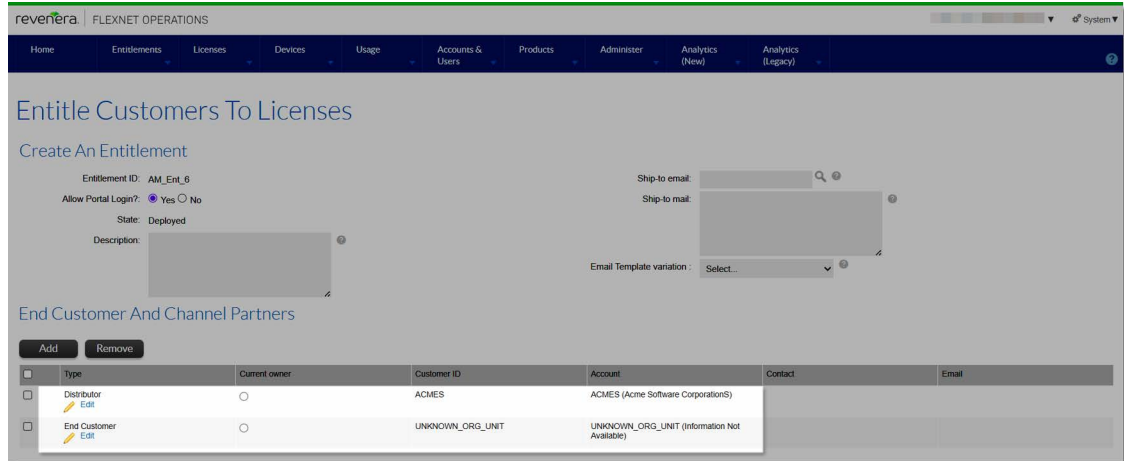 revenera. FLEXNET OPERATIONS
System
Home Entitlements Licenses Devices Usage Accounts & Users Products Administer Analytics (New) Analytics (Legacy)
Entitle Customers To Licenses
Create An Entitlement
Entitlement ID: AM_Ent_6
Ship-to email:
Allow Portal Login?: Yes No
Ship-to mail:
State: Deployed
Description:
Email Template variation : Select...
End Customer And Channel Partners
Add Remove
Type Current owner Customer ID Account Contact Email
Distributor ACMES ACMES (Acme Software CorporationS)
Edit
End Customer UNKNOWN_ORG_UNIT UNKNOWN_ORG_UNIT (Information Not Available)
Edit